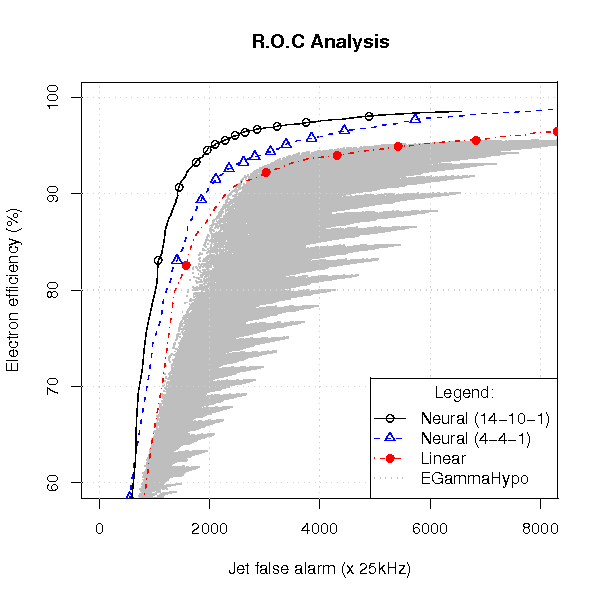 R.O.C Analysis
Electron efficiency (%)
100
90
80
70
60
Legend:
Neural (14−10−1)
Neural (4−4−1)
Linear
EGammaHypo
0 2000 4000 6000 8000
Jet false alarm (x 25kHz)